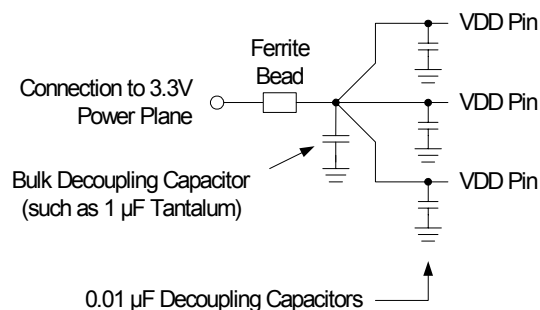 VDD Pin
Ferrite
Bead
Connection to 3.3V
Power Plane
VDD Pin
Bulk Decoupling Capacitor
(such as 1 µF Tantalum)
VDD Pin
0.01 µF Decoupling Capacitors